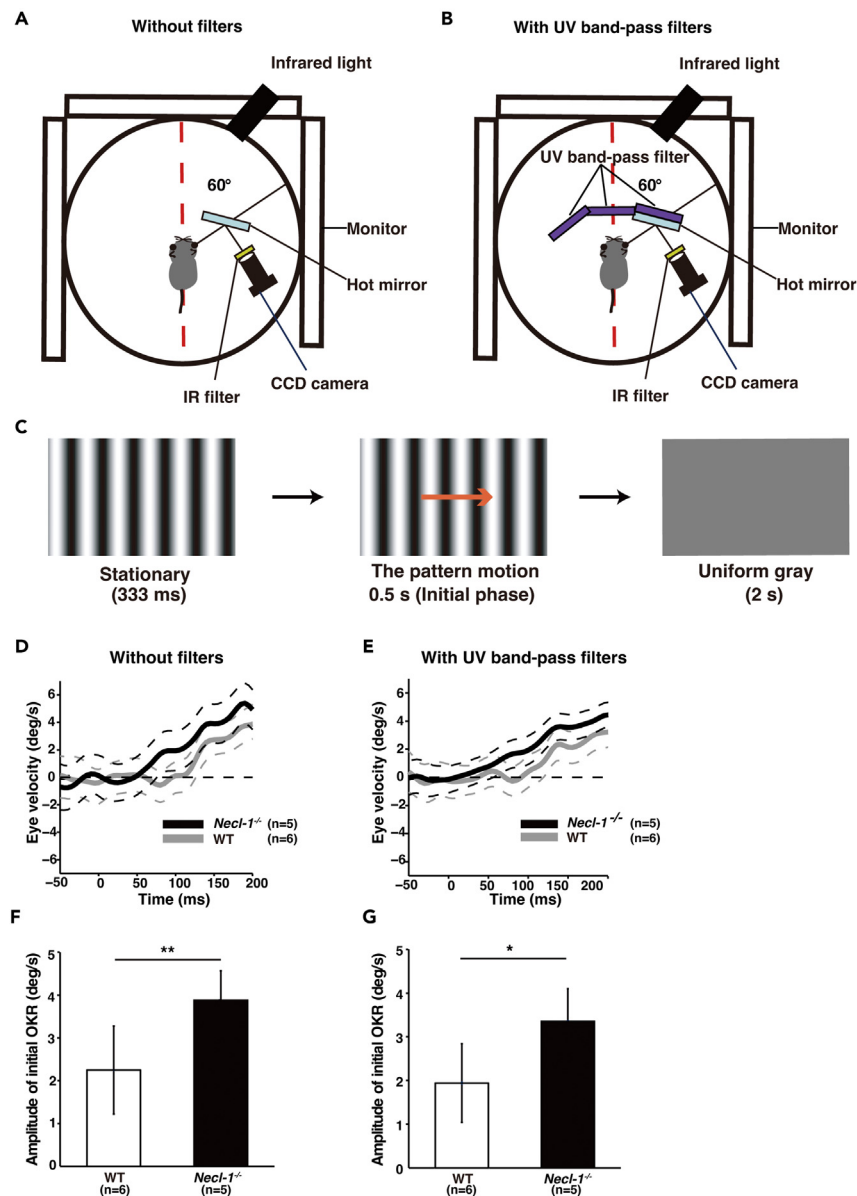 A
Without filters
Infrared light
60°
Monitor
Hot mirror
CCD camera
IR filter
B
With UV band-pass filters
Infrared light
UV band-pass filter
60°
Monitor
Hot mirror
CCD camera
IR filter
C
Stationary
(333 ms)
The pattern motion
0.5 s (Initial phase)
Uniform gray
(2 s)
D
Without filters
Eye velocity (deg/s)
6
4
2
0
−2
−4
−6
Necl-1-/- (n=5)
WT (n=6)
-50 0 50 100 150 200
Time (ms)
E
With UV band-pass filters
Eye velocity (deg/s)
6
4
2
0
−2
−4
−6
Necl-1-/- (n=5)
WT (n=6)
-50 0 50 100 150 200
Time (ms)
F
Amplitude of initial OKR (deg/s)
5
4
3
2
1
0
**
WT
(n=6)
Necl-1-/-
(n=5)
G
Amplitude of initial OKR (deg/s)
5
4
3
2
1
0
*
WT
(n=6)
Necl-1-/-
(n=5)